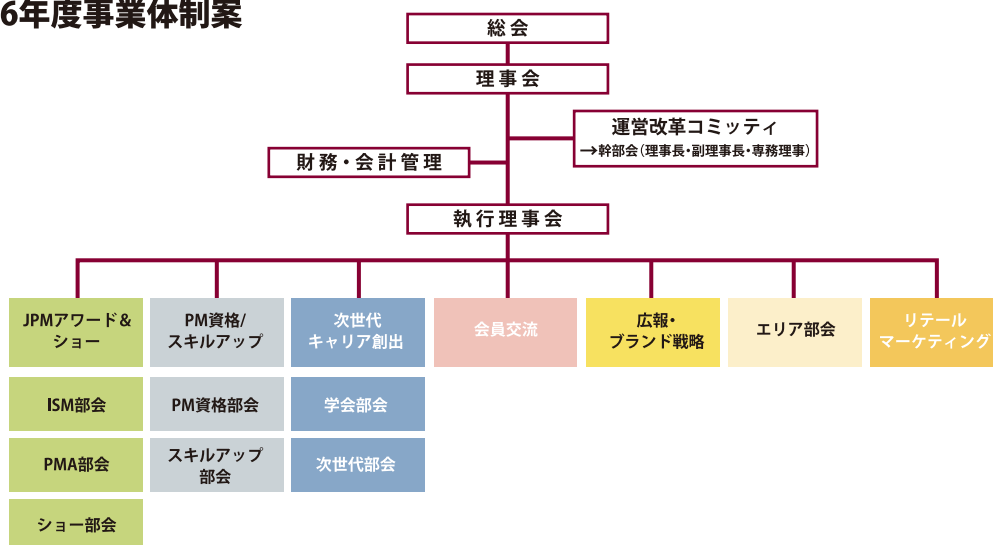 6年度事業体制案
総会
理事会
運営改革コミッティ
→幹部会(理事長・副理事長・専務理事)
財務・会計管理
執行理事会
JPMアワード&
ショー
PM資格/
スキルアップ
次世代
キャリア創出
会員交流
広報・
ブランド戦略
エリア部会
リテール
マーケティング
ISM部会
PM資格部会
学会部会
PMA部会
スキルアップ
部会
次世代部会
ショー部会